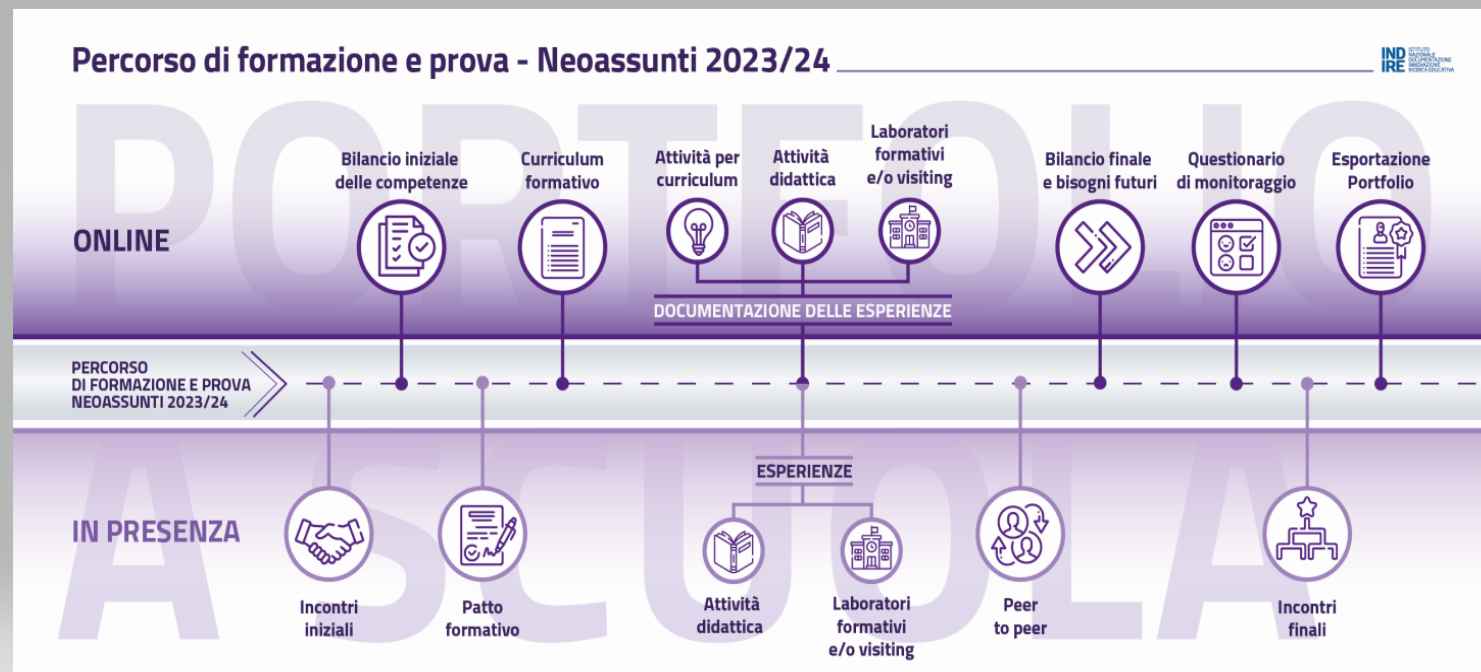 Percorso di formazione e prova - Neoassunti 2023/24
IND
IRE
ISTITUTO
NAZIONALE
DOCUMENTAZIONE
INNOVAZIONE
RICERCA EDUCATIVA
PORTFOLIO
ONLINE
Bilancio iniziale
delle competenze
Curriculum
formativo
Attività per
curriculum
Attività
didattica
Laboratori
formativi
e/o visiting
DOCUMENTAZIONE DELLE ESPERIENZE
Bilancio finale
e bisogni futuri
Questionario
di monitoraggio
Esportazione
Portfolio
PERCORSO
DI FORMAZIONE E PROVA
NEOASSUNTI 2023/24
A SCUOLA
IN PRESENZA
Incontri
iniziali
Patto
formativo
ESPERIENZE
Attività
didattica
Laboratori
formativi
e/o visiting
Peer
to peer
Incontri
finali